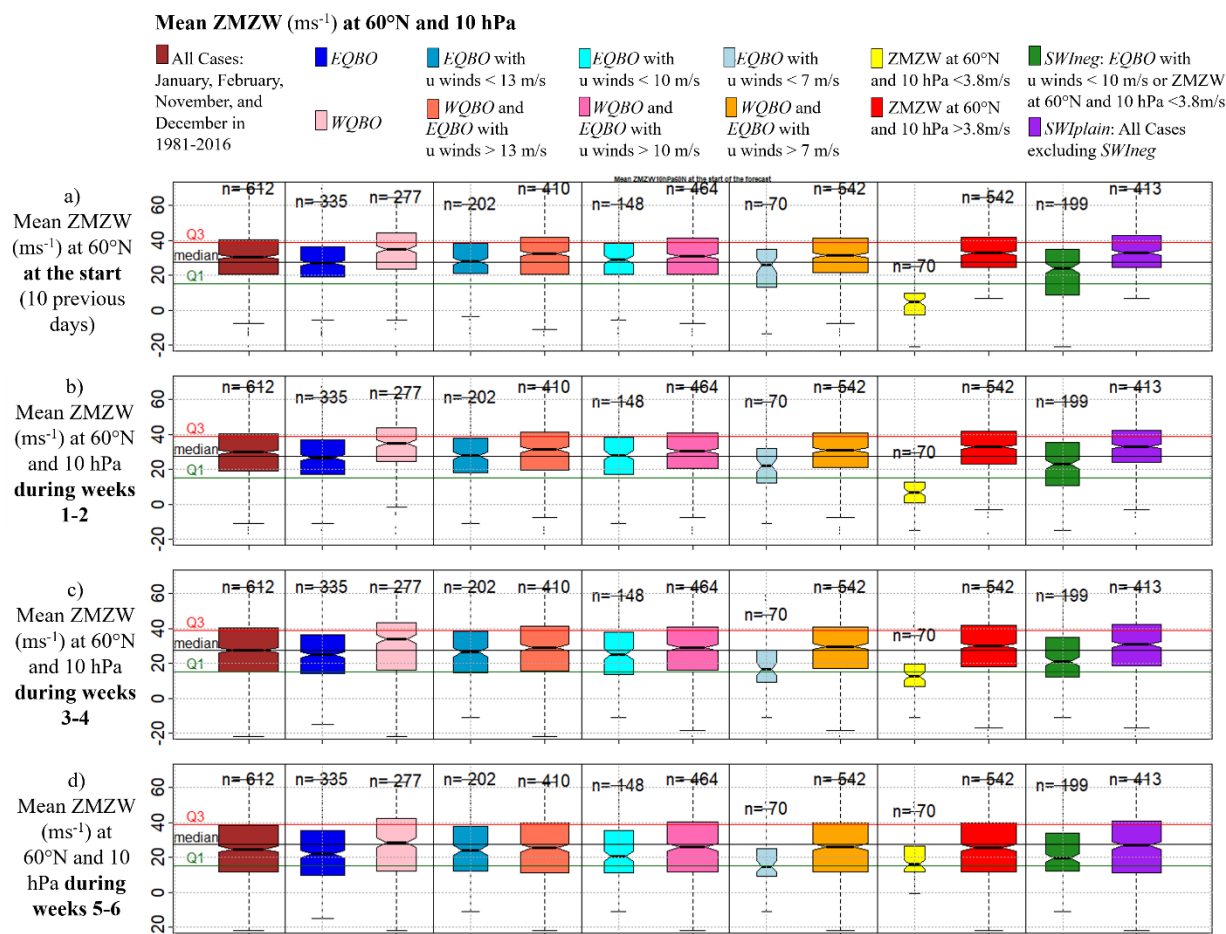 Mean ZMZW (ms⁻¹) at 60°N and 10 hPa
All Cases:
January, February,
November, and
December in
1981-2016
EQBO
WQBO
EQBO with
u winds < 13 m/s
WQBO and
EQBO with
u winds > 13 m/s
EQBO with
u winds < 10 m/s
WQBO and
EQBO with
u winds > 10 m/s
EQBO with
u winds < 7 m/s
WQBO and
EQBO with
u winds > 7 m/s
ZMZW at 60°N
and 10 hPa <3.8m/s
ZMZW at 60°N
and 10 hPa >3.8m/s
SWIneg: EQBO with
u winds < 10 m/s or ZMZW
at 60°N and 10 hPa <3.8m/s
SWIplain: All Cases
excluding SWIneg
Mean ZMZW10hPa60N at the start of the forecast
a)
Mean ZMZW
(ms⁻¹) at 60°N
at the start
(10 previous
days)
60
40
20
0
-20
Q3
median
Q1
n= 612
n= 335
n= 277
n= 202
n= 410
n= 148
n= 464
n= 70
n= 542
n= 70
n= 542
n= 199
n= 413
b)
Mean ZMZW
(ms⁻¹) at 60°N
and 10 hPa
during weeks
1-2
60
40
20
0
-20
Q3
median
Q1
n= 612
n= 335
n= 277
n= 202
n= 410
n= 148
n= 464
n= 70
n= 542
n= 70
n= 542
n= 199
n= 413
c)
Mean ZMZW
(ms⁻¹) at 60°N
and 10 hPa
during weeks
3-4
60
40
20
0
-20
Q3
median
Q1
n= 612
n= 335
n= 277
n= 202
n= 410
n= 148
n= 464
n= 70
n= 542
n= 70
n= 542
n= 199
n= 413
d)
Mean ZMZW
(ms⁻¹) at
60°N and 10
hPa during
weeks 5-6
60
40
20
0
-20
Q3
median
Q1
n= 612
n= 335
n= 277
n= 202
n= 410
n= 148
n= 464
n= 70
n= 542
n= 70
n= 542
n= 199
n= 413